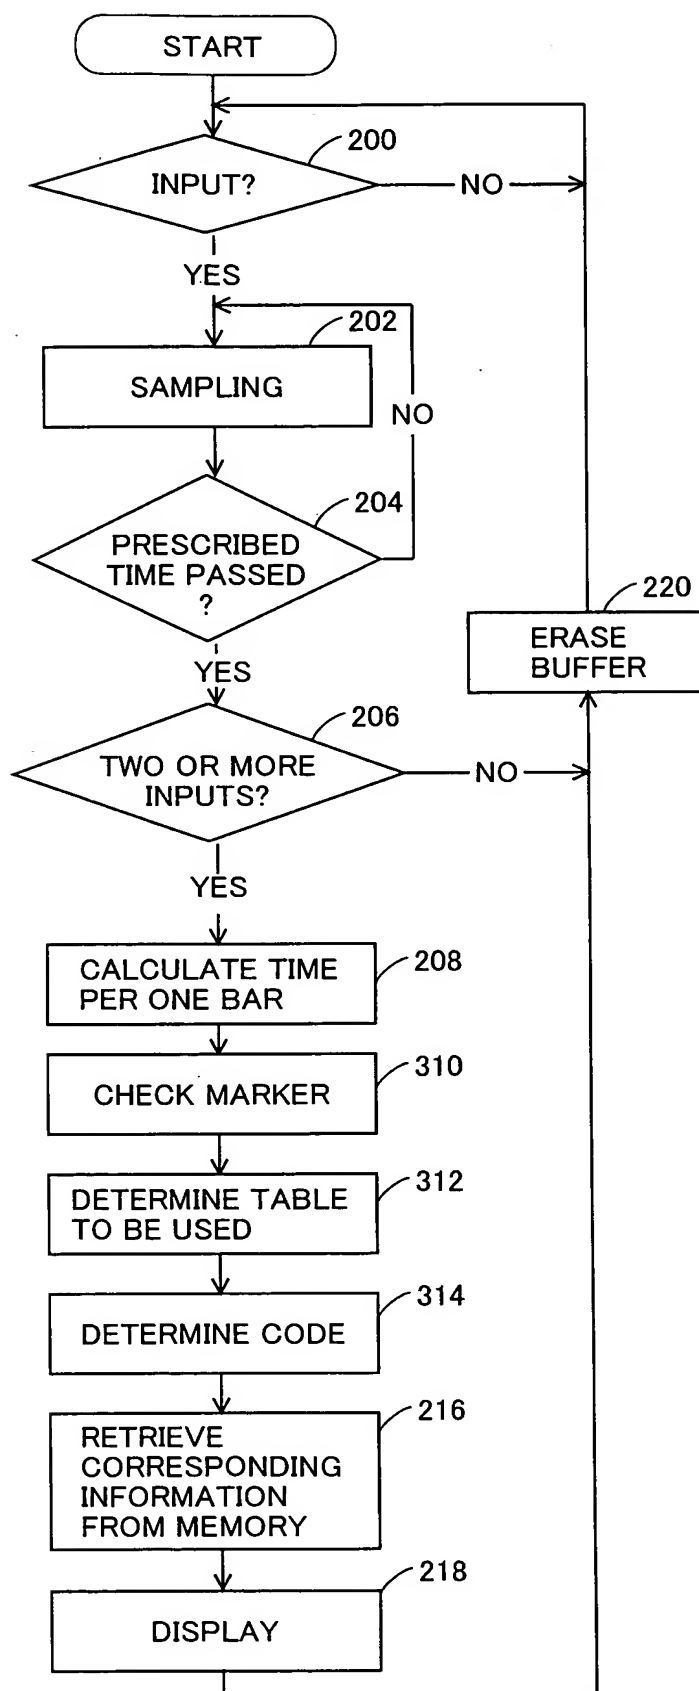 START
200
INPUT?
NO
YES
202
SAMPLING
NO
204
PRESCRIBED
TIME PASSED
?
220
ERASE
BUFFER
YES
206
TWO OR MORE
INPUTS?
NO
YES
208
CALCULATE TIME
PER ONE BAR
310
CHECK MARKER
312
DETERMINE TABLE
TO BE USED
314
DETERMINE CODE
216
RETRIEVE
CORRESPONDING
INFORMATION
FROM MEMORY
218
DISPLAY